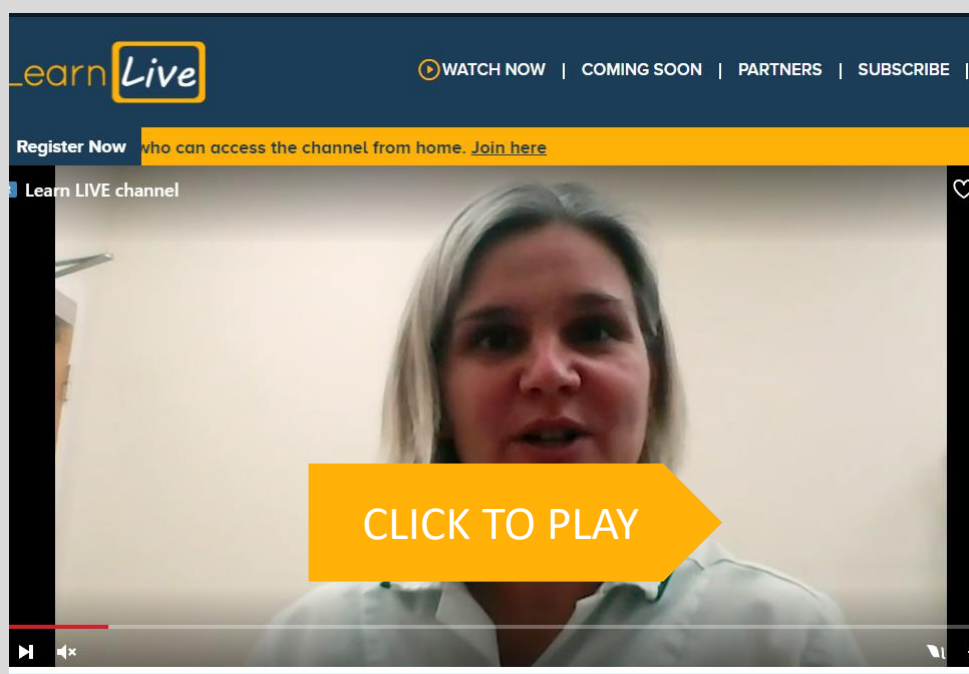 Learn Live
WATCH NOW | COMING SOON | PARTNERS | SUBSCRIBE |
Register Now who can access the channel from home. Join here
Learn LIVE channel
CLICK TO PLAY